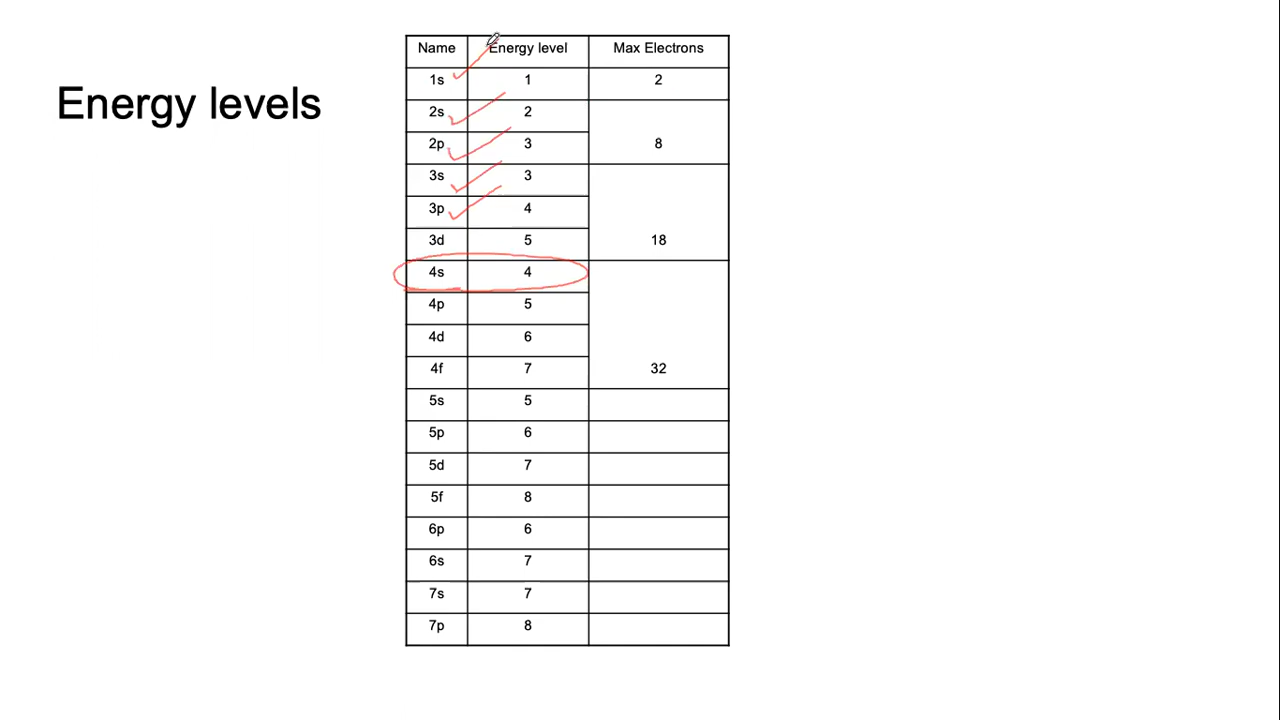 Energy levels
Name Energy level Max Electrons
1s 1 2
2s 2
2p 3 8
3s 3
3p 4
3d 5 18
4s 4
4p 5
4d 6
4f 7 32
5s 5
5p 6
5d 7
5f 8
6p 6
6s 7
7s 7
7p 8